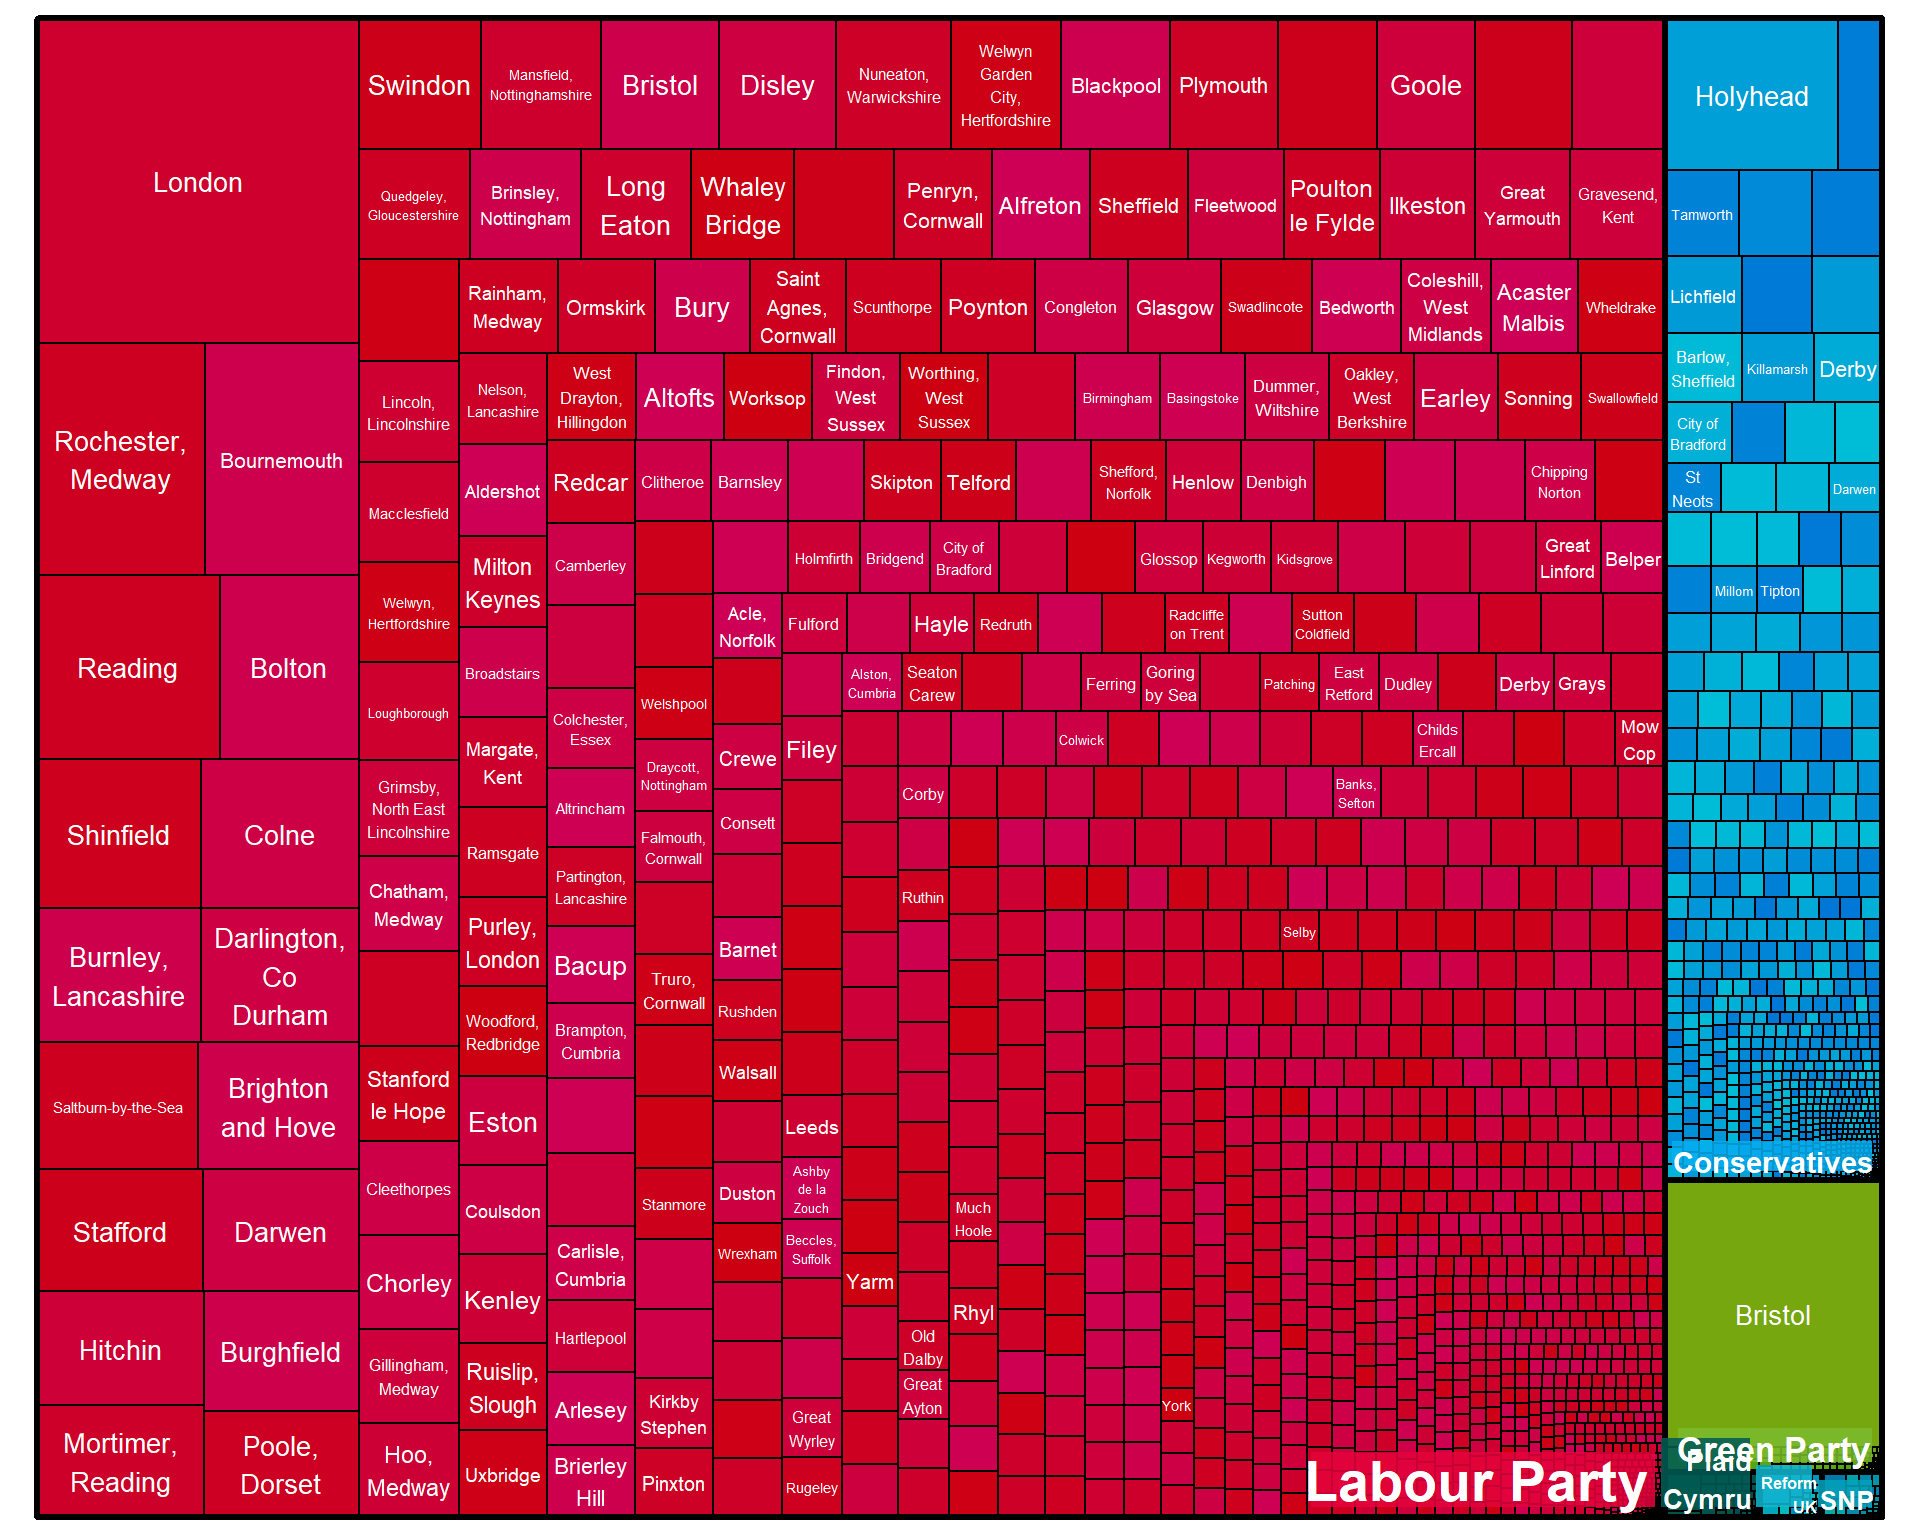 London
Swindon
Mansfield,
Nottinghamshire
Bristol
Disley
Nuneaton,
Warwickshire
Welwyn
Garden
City,
Hertfordshire
Blackpool
Plymouth
Goole
Holyhead
Quedgeley,
Gloucestershire
Brinsley,
Nottingham
Long
Eaton
Whaley
Bridge
Penryn,
Cornwall
Alfreton
Sheffield
Fleetwood
Poulton
le Fylde
Ilkeston
Great
Yarmouth
Gravesend,
Kent
Tamworth
Rainham,
Medway
Ormskirk
Bury
Saint
Agnes,
Cornwall
Scunthorpe
Poynton
Congleton
Glasgow
Swadlincote
Bedworth
Coleshill,
West
Midlands
Acaster
Malbis
Wheldrake
Lichfield
Rochester,
Medway
Bournemouth
Lincoln,
Lincolnshire
Nelson,
Lancashire
West
Drayton,
Hillingdon
Altofts
Worksop
Findon,
West
Sussex
Worthing,
West
Sussex
Birmingham
Basingstoke
Dummer,
Wiltshire
Oakley,
West
Berkshire
Earley
Sonning
Swallowfield
Barlow,
Sheffield
Killamarsh
Derby
City of
Bradford
Macclesfield
Aldershot
Redcar
Clitheroe
Barnsley
Skipton
Telford
Shefford,
Norfolk
Henlow
Denbigh
Chipping
Norton
St
Neots
Darwen
Milton
Keynes
Camberley
Holmfirth
Bridgend
City of
Bradford
Glossop
Kegworth
Kidsgrove
Great
Linford
Belper
Millom
Tipton
Reading
Bolton
Welwyn,
Hertfordshire
Broadstairs
Acle,
Norfolk
Fulford
Hayle
Redruth
Radcliffe
on Trent
Sutton
Coldfield
Loughborough
Colchester,
Essex
Welshpool
Alston,
Cumbria
Seaton
Carew
Ferring
Goring
by Sea
Patching
East
Retford
Dudley
Derby
Grays
Margate,
Kent
Draycott,
Nottingham
Crewe
Filey
Colwick
Childs
Ercall
Mow
Cop
Shinfield
Colne
Grimsby,
North East
Lincolnshire
Ramsgate
Altrincham
Falmouth,
Cornwall
Consett
Corby
Banks,
Sefton
Burnley,
Lancashire
Darlington,
Co
Durham
Chatham,
Medway
Purley,
London
Partington,
Lancashire
Bacup
Truro,
Cornwall
Barnet
Ruthin
Selby
Saltburn-by-the-Sea
Brighton
and Hove
Stanford
le Hope
Woodford,
Redbridge
Brampton,
Cumbria
Rushden
Walsall
Eston
Leeds
Stafford
Darwen
Cleethorpes
Coulsdon
Stanmore
Duston
Ashby
de la
Zouch
Much
Hoole
Conservatives
Chorley
Kenley
Carlisle,
Cumbria
Wrexham
Beccles,
Suffolk
Yarm
Rhyl
Bristol
Hitchin
Burghfield
Gillingham,
Medway
Ruislip,
Slough
Hartlepool
Old
Dalby
Great
Ayton
Mortimer,
Reading
Poole,
Dorset
Hoo,
Medway
Uxbridge
Arlesey
Brierley
Hill
Kirkby
Stephen
Pinxton
Great
Wyrley
Rugeley
York
Labour Party
Green Party
Plaid
Cymru
Reform
UK
SNP